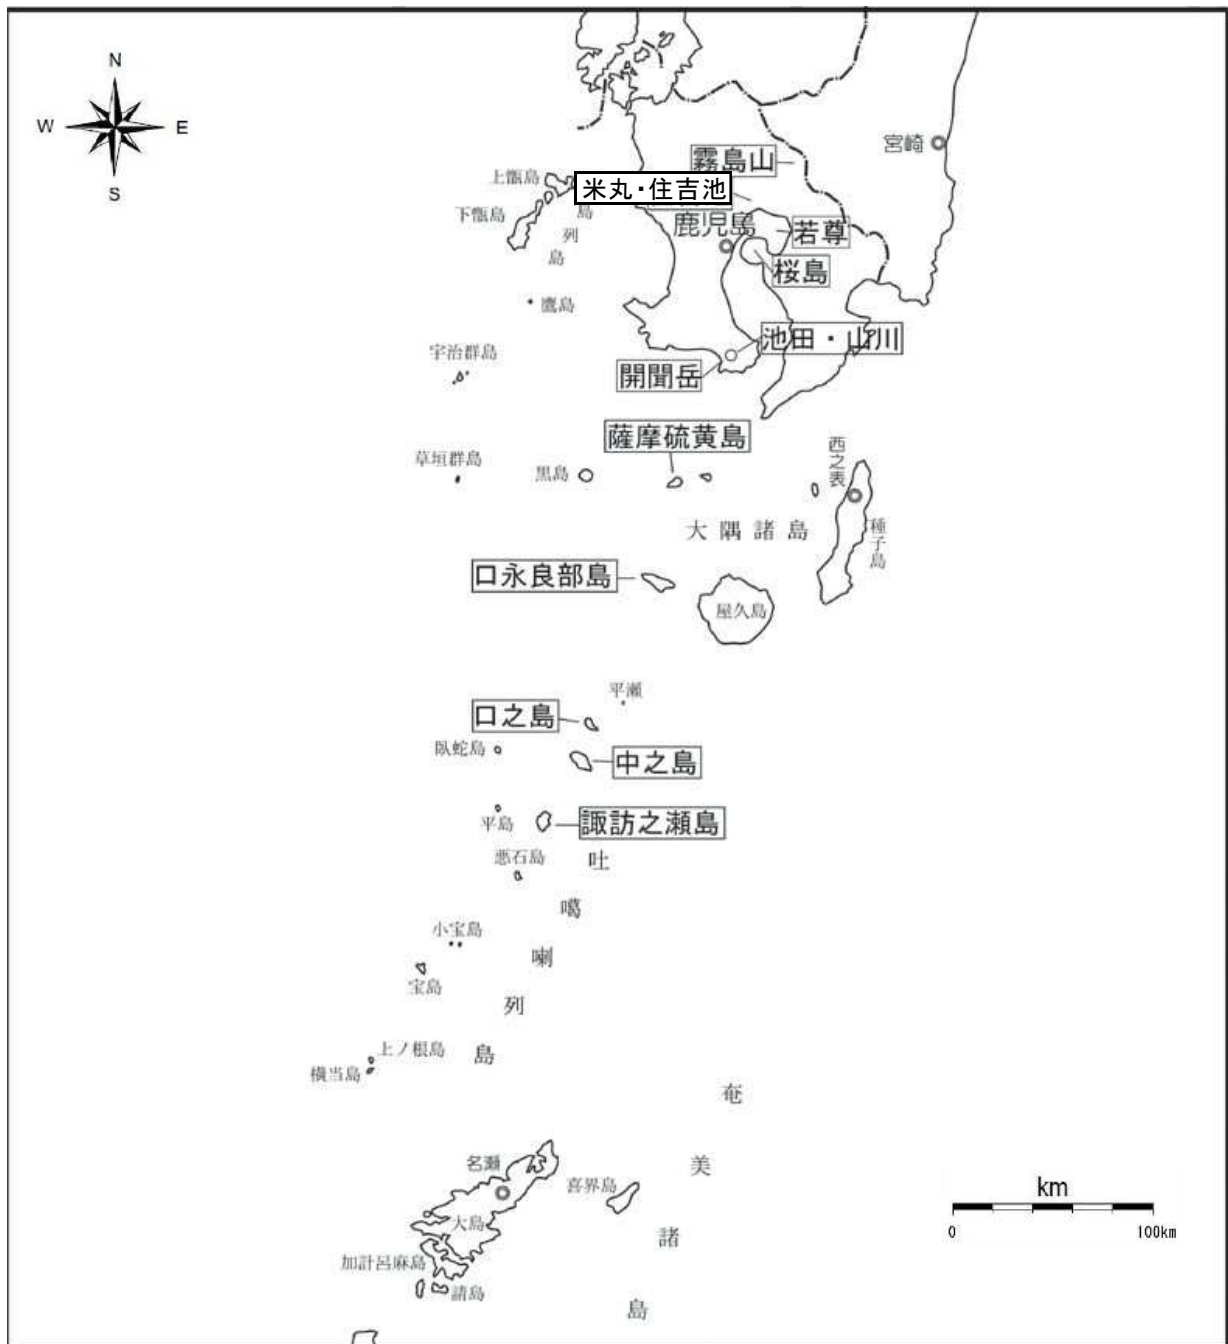 N
W
E
S
宮崎
霧島山
上甑島
米丸・住吉池
島
下甑島
列
鹿児島
若尊
島
桜島
鷹島
池田・山川
宇治群島
開聞岳
薩摩硫黄島
草垣群島
黒島
西之表
大隅諸島
種子島
口永良部島
屋久島
平瀬
口之島
臥蛇島
中之島
平島
諏訪之瀬島
悪石島
吐噶喇列島
小宝島
宝島
上ノ根島
横当島
奄美諸島
名瀬
喜界島
大島
加計呂麻島
請島
km
0
100km